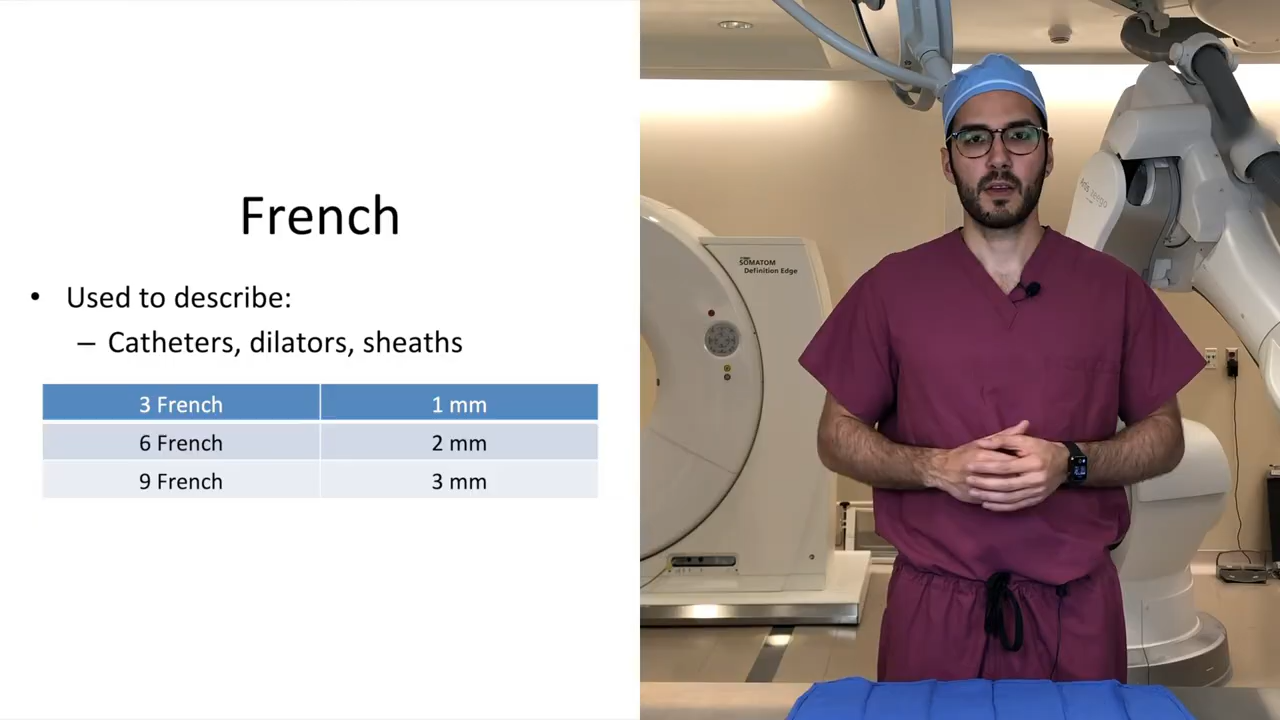 French
• Used to describe:
– Catheters, dilators, sheaths
3 French 1 mm
6 French 2 mm
9 French 3 mm
SOMATOM
Definition Edge